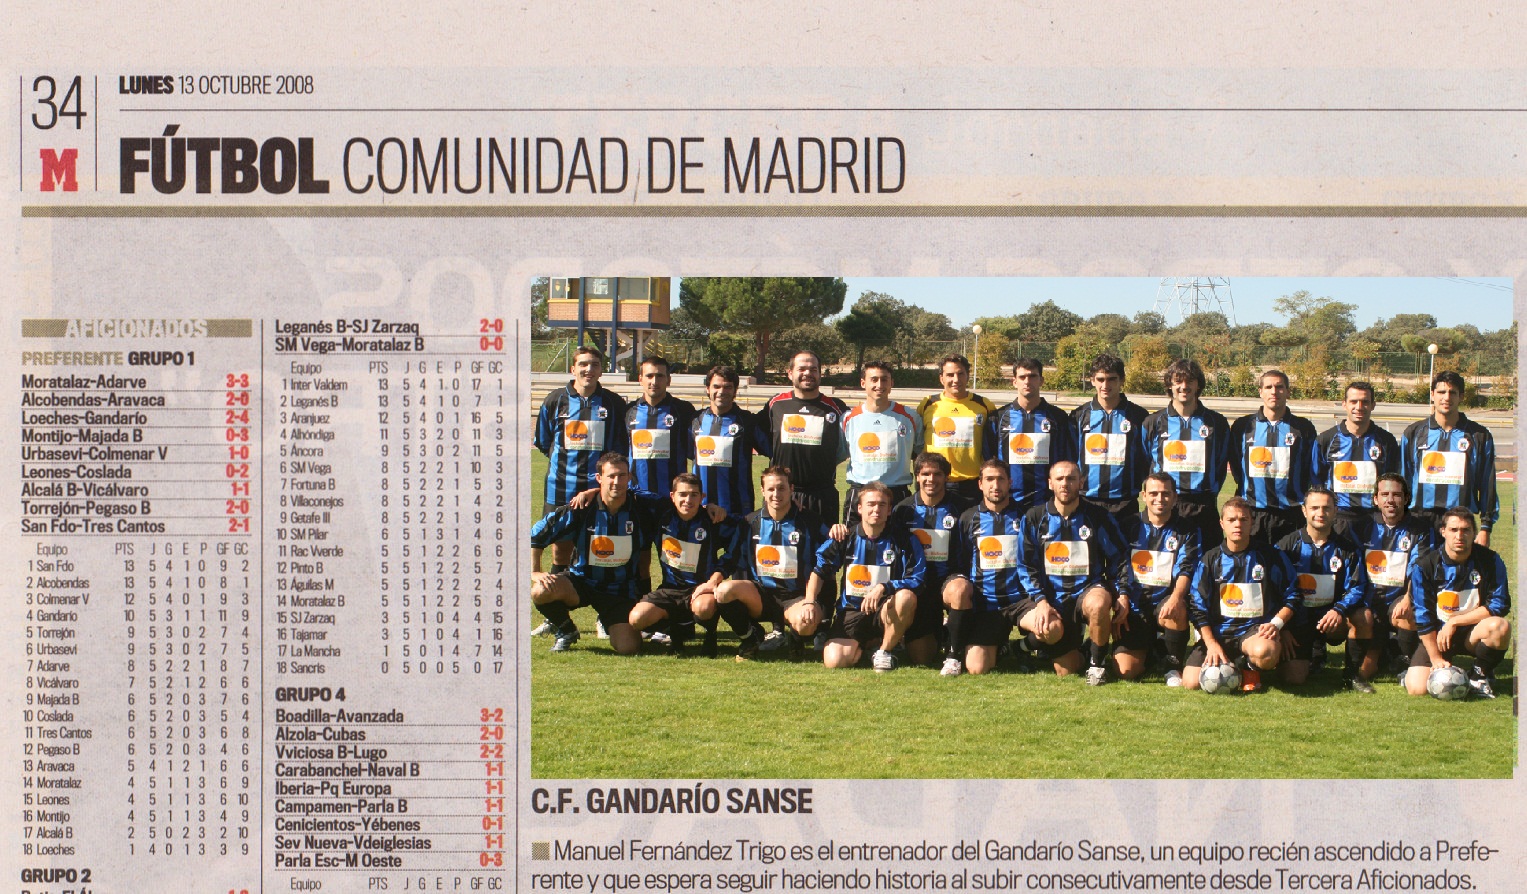 34
M
LUNES 13 OCTUBRE 2008
FÚTBOL COMUNIDAD DE MADRID
AFICIONADOS
PREFERENTE GRUPO 1
Moratalaz-Adarve 3-3
Alcobendas-Aravaca 2-0
Loeches-Gandarío 2-4
Montijo-Majada B 0-3
Urbasevi-Colmenar V 1-0
Leones-Coslada 0-2
Alcalá B-Vicálvaro 1-1
Torrejón-Pegaso B 2-0
San Fdo-Tres Cantos 2-1
Equipo PTS J G E P GF GC
1 San Fdo 13 5 4 1 0 9 2
2 Alcobendas 13 5 4 1 0 8 1
3 Colmenar V 12 5 4 0 1 9 3
4 Gandarío 10 5 3 1 1 11 9
5 Torrejón 9 5 3 0 2 7 4
6 Urbasevi 9 5 3 0 2 7 5
7 Adarve 8 5 2 2 1 8 7
8 Vicálvaro 7 5 2 1 2 6 6
9 Majada B 6 5 2 0 3 7 6
10 Coslada 6 5 2 0 3 5 4
11 Tres Cantos 6 5 2 0 3 6 8
12 Pegaso B 6 5 2 0 3 4 6
13 Aravaca 5 4 1 2 1 6 6
14 Moratalaz 4 5 1 1 3 6 9
15 Leones 4 5 1 1 3 6 10
16 Montijo 4 5 1 1 3 4 9
17 Alcalá B 2 5 0 2 3 2 10
18 Loeches 1 4 0 1 3 3 9
GRUPO 2
Leganés B-SJ Zarzaq 2-0
SM Vega-Moratalaz B 0-0
Equipo PTS J G E P GF GC
1 Inter Valdem 13 5 4 1 0 17 1
2 Leganés B 13 5 4 1 0 7 1
3 Aranjuez 12 5 4 0 1 16 5
4 Alhóndiga 11 5 3 2 0 11 3
5 Áncora 9 5 3 0 2 11 5
6 SM Vega 8 5 2 2 1 10 3
7 Fortuna B 8 5 2 2 1 5 3
8 Villaconejos 8 5 2 2 1 4 2
9 Getafe III 8 5 2 2 1 9 8
10 SM Pilar 6 5 1 3 1 4 6
11 Rac Vverde 5 5 1 2 2 6 6
12 Pinto B 5 5 1 2 2 5 7
13 Águilas M 5 5 1 2 2 2 4
14 Moratalaz B 5 5 1 2 2 5 8
15 SJ Zarzaq 3 5 1 0 4 4 15
16 Tajamar 3 5 1 0 4 1 16
17 La Mancha 1 5 0 1 4 7 14
18 Sancris 0 5 0 0 5 0 17
GRUPO 4
Boadilla-Avanzada 3-2
Alzola-Cubas 2-0
Vviciosa B-Lugo 2-2
Carabanchel-Naval B 1-1
Iberia-Pq Europa 1-1
Campamen-Parla B 1-1
Cenicientos-Yébenes 0-1
Sev Nueva-Vdeiglesias 1-1
Parla Esc-M Oeste 0-3
Equipo PTS J G E P GF GC
C.F. GANDARÍO SANSE
Manuel Fernández Trigo es el entrenador del Gandarío Sanse, un equipo recién ascendido a Prefe-
rente y que espera seguir haciendo historia al subir consecutivamente desde Tercera Aficionados.